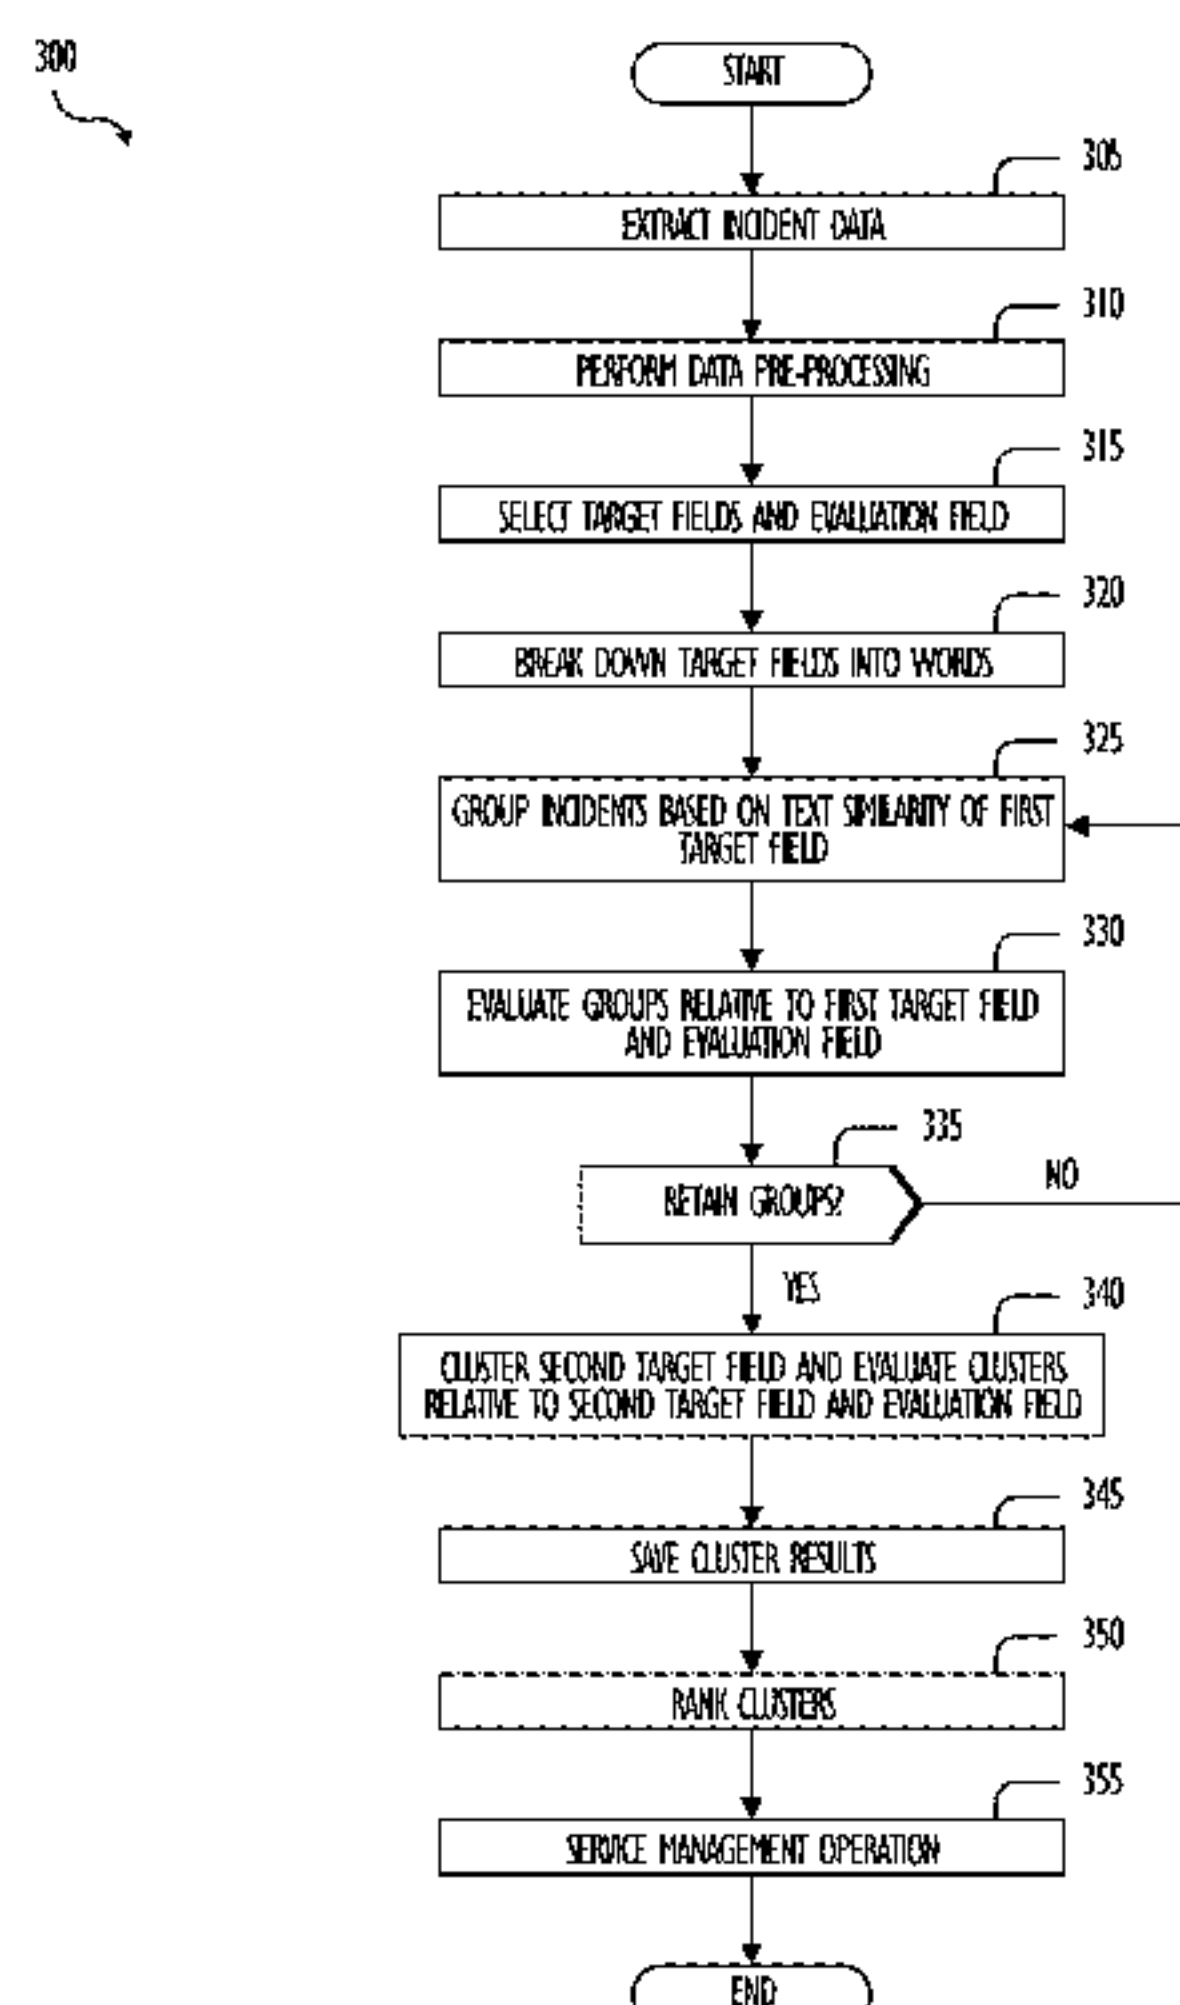 300
START
305
EXTRACT INCIDENT DATA
310
PERFORM DATA PRE-PROCESSING
315
SELECT TARGET FIELDS AND EVALUATION FIELD
320
BREAK DOWN TARGET FIELDS INTO WORDS
325
GROUP INCIDENTS BASED ON TEXT SIMILARITY OF FIRST
TARGET FIELD
330
EVALUATE GROUPS RELATIVE TO FIRST TARGET FIELD
AND EVALUATION FIELD
335
RETAIN GROUPS?
NO
YES
340
CLUSTER SECOND TARGET FIELD AND EVALUATE CLUSTERS
RELATIVE TO SECOND TARGET FIELD AND EVALUATION FIELD
345
SAVE CLUSTER RESULTS
350
RANK CLUSTERS
355
SERVICE MANAGEMENT OPERATION
END